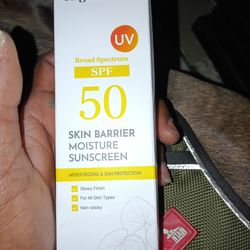 UV
Broad Spectrum
SPF
50
SKIN BARRIER
MOISTURE
SUNSCREEN
MOISTURIZING & SUN PROTECTION
Glowy Finish
For All Skin Types
Non-sticky